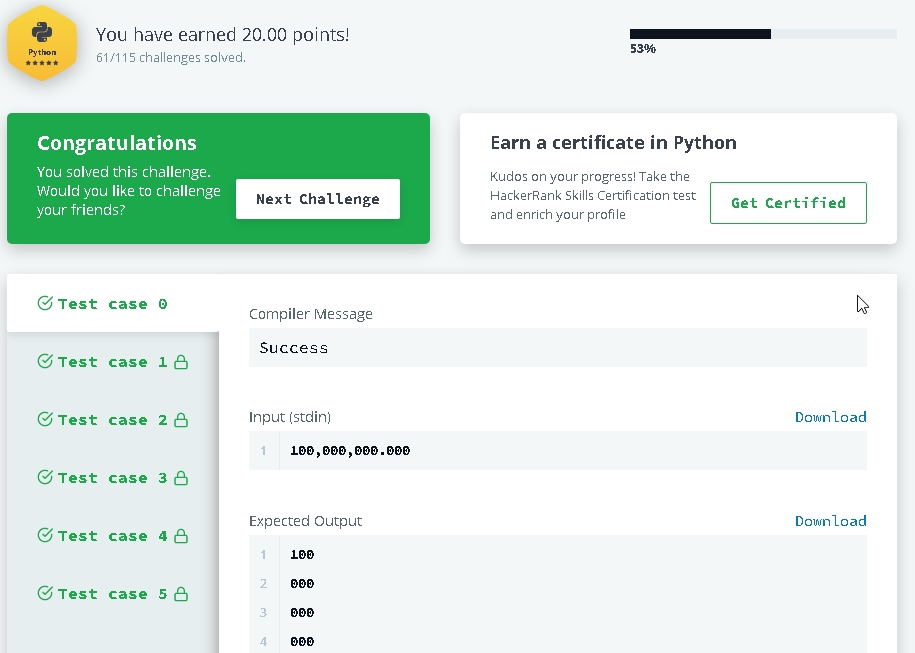 Python
You have earned 20.00 points!
61/115 challenges solved.
53%
Congratulations
You solved this challenge.
Would you like to challenge
your friends?
Next Challenge
Earn a certificate in Python
Kudos on your progress! Take the
HackerRank Skills Certification test
and enrich your profile
Get Certified
Test case 0
Test case 1
Test case 2
Test case 3
Test case 4
Test case 5
Compiler Message
Success
Input (stdin)
Download
1 100,000,000.000
Expected Output
Download
1 100
2 000
3 000
4 000